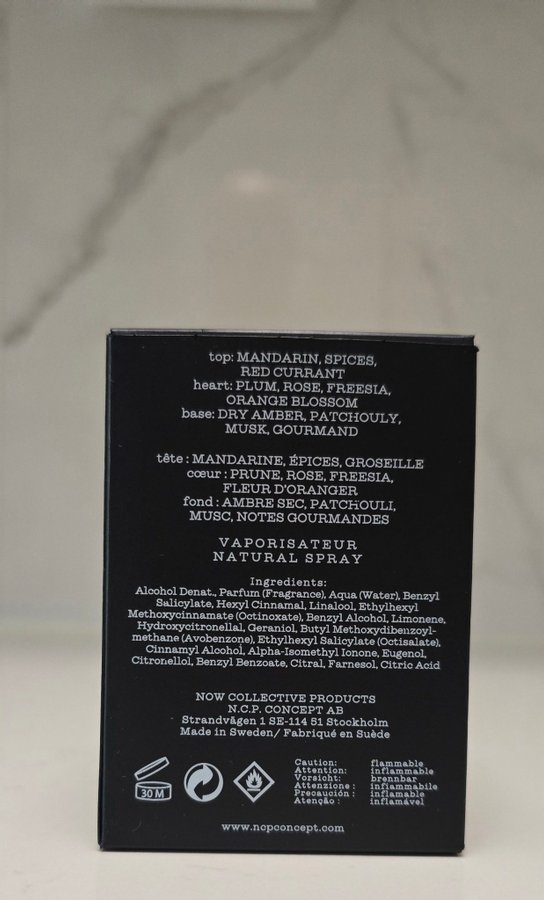 top: MANDARIN, SPICES,
RED CURRANT
heart: PLUM, ROSE, FREESIA,
ORANGE BLOSSOM
base: DRY AMBER, PATCHOULY,
MUSK, GOURMAND
tête : MANDARINE, ÉPICES, GROSEILLE
cœur : PRUNE, ROSE, FREESIA,
FLEUR D'ORANGER
fond : AMBRE SEC, PATCHOULI,
MUSC, NOTES GOURMANDES
VAPORISATEUR
NATURAL SPRAY
Ingredients:
Alcohol Denat., Parfum (Fragrance), Aqua (Water), Benzyl
Salicylate, Hexyl Cinnamal, Linalool, Ethylhexyl
Methoxycinnamate (Octinoxate), Benzyl Alcohol, Limonene,
Hydroxycitronellal, Geraniol, Butyl Methoxydibenzoyl-
methane (Avobenzone), Ethylhexyl Salicylate (Octisalate),
Cinnamyl Alcohol, Alpha-Isomethyl Ionone, Eugenol,
Citronellol, Benzyl Benzoate, Citral, Farnesol, Citric Acid
NOW COLLECTIVE PRODUCTS
N.C.P. CONCEPT AB
Strandvägen 1 SE-114 51 Stockholm
Made in Sweden/ Fabriqué en Suède
30 M
Caution: flammable
Attention: inflammable
Vorsicht: brennbar
Attenzione : inflammabile
Precaución : inflamable
Atenção : inflamável
www.ncpconcept.com